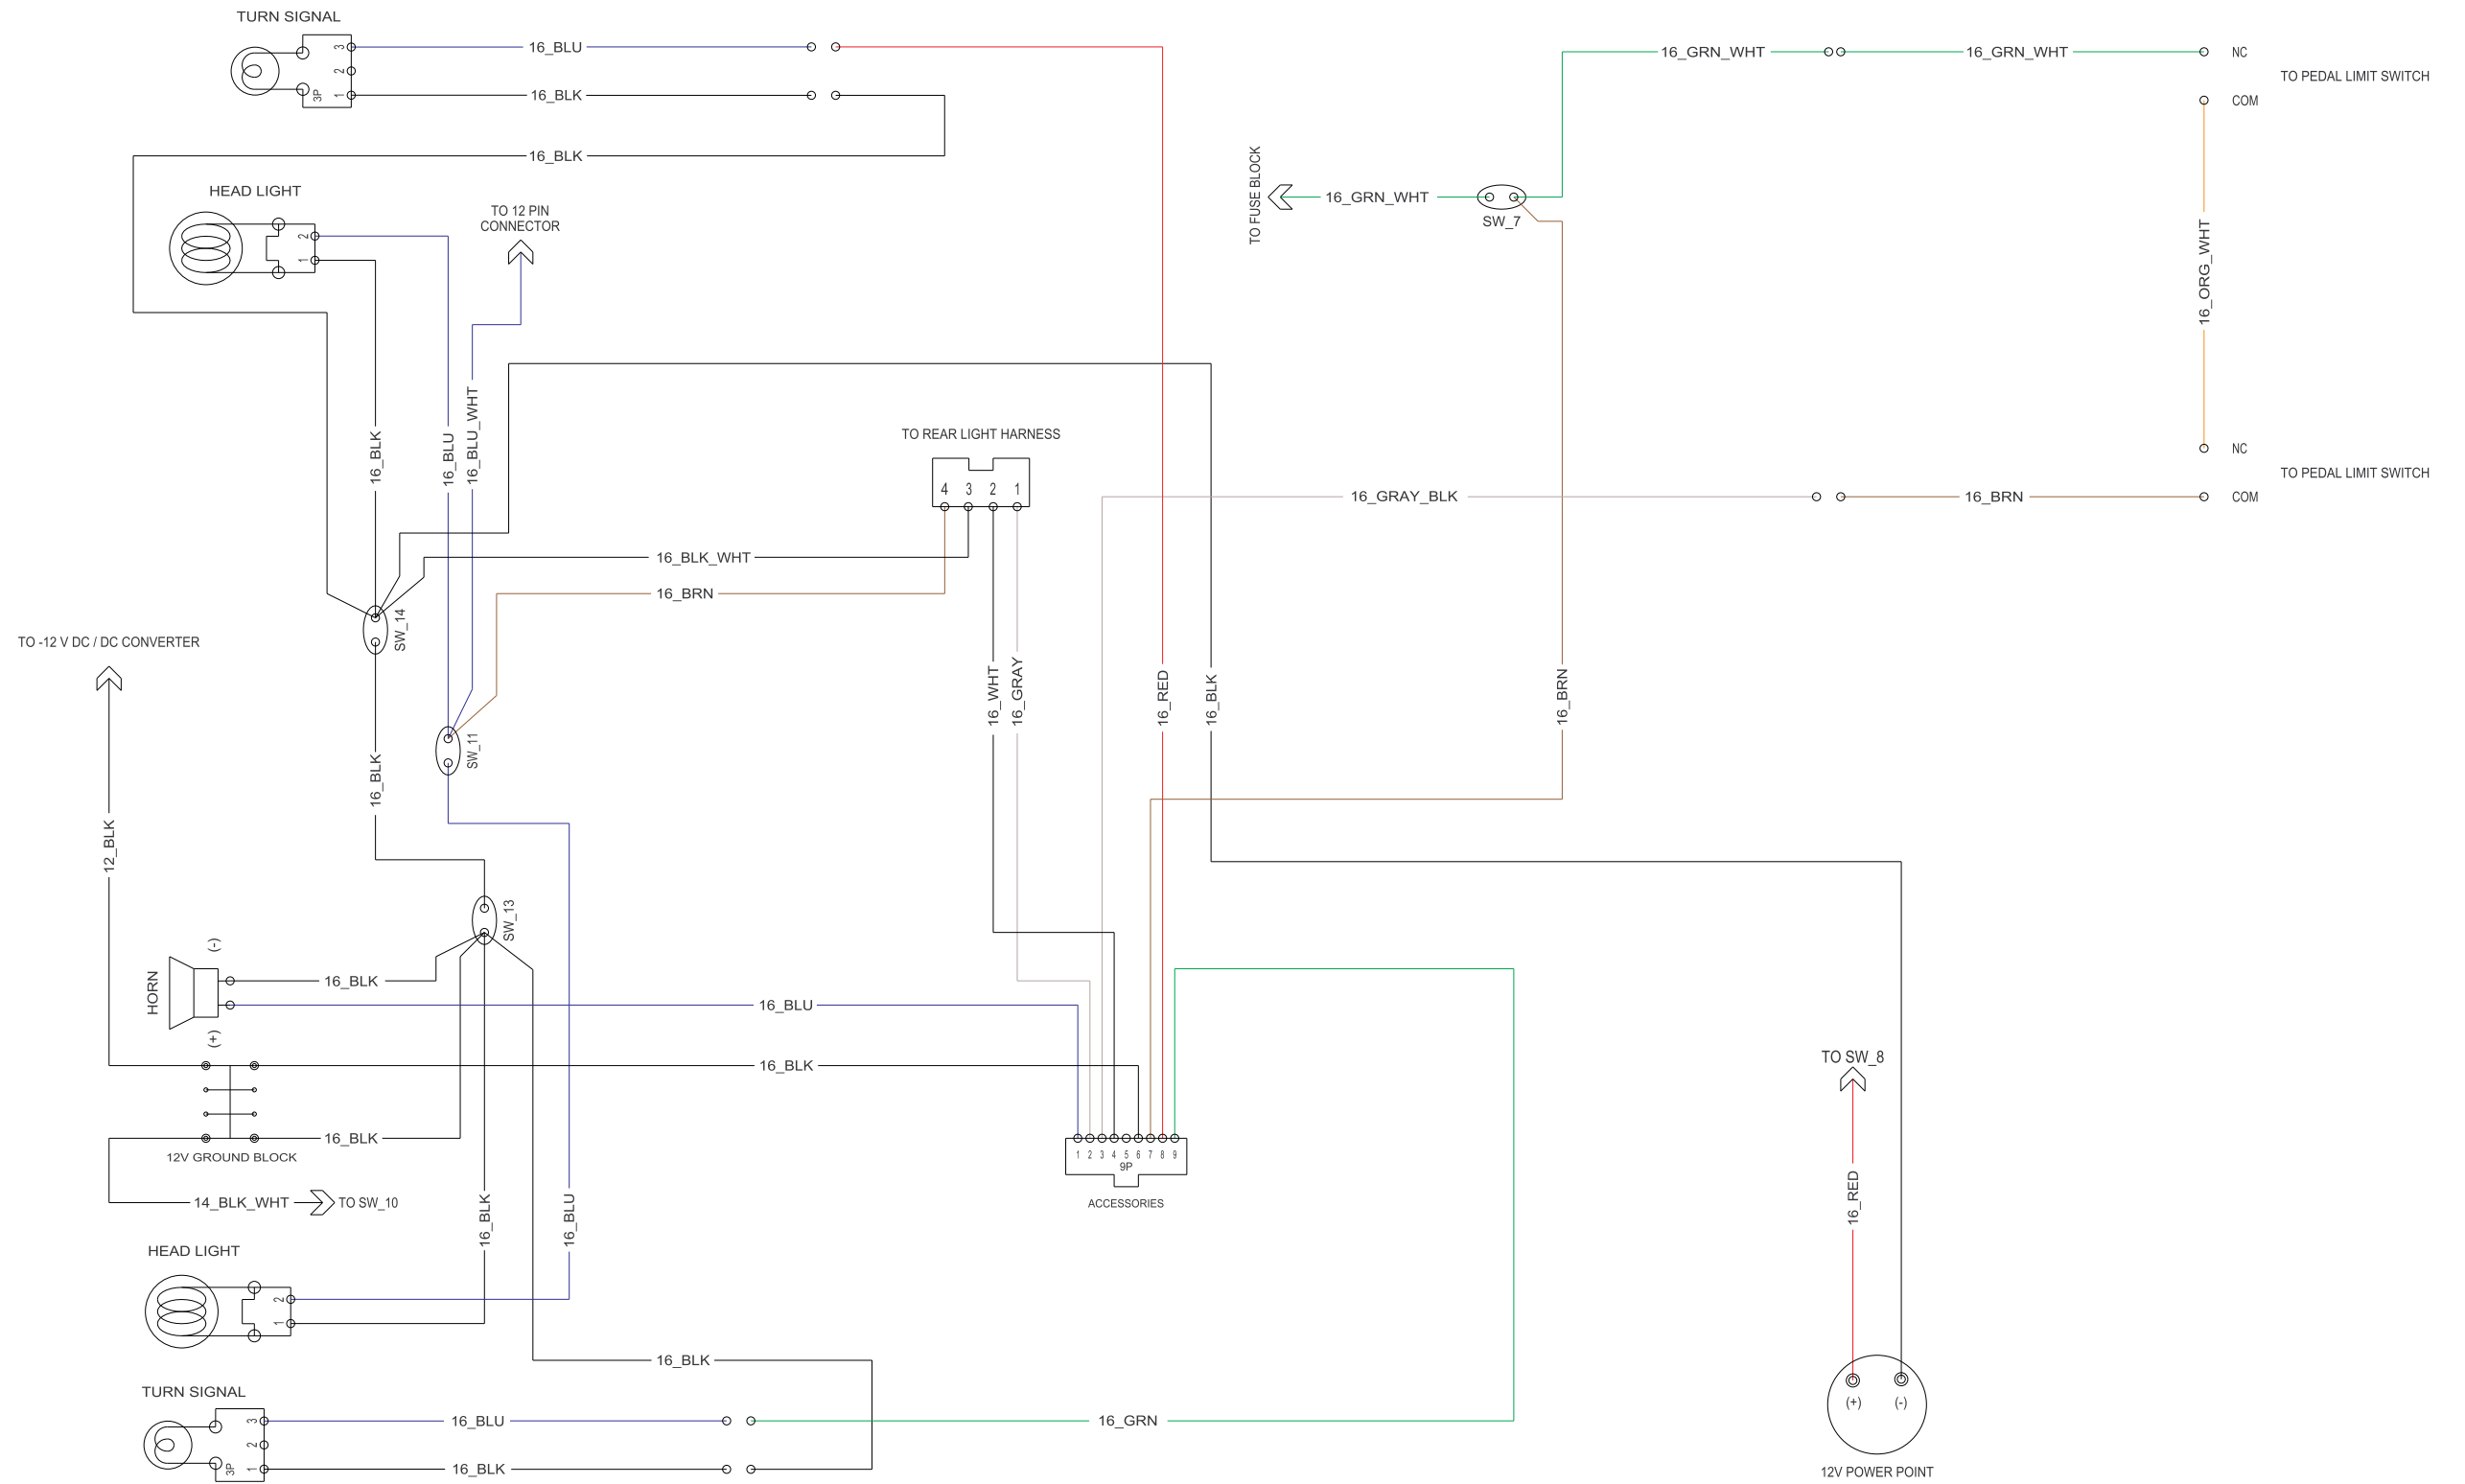 TURN SIGNAL
3
2
1
3P
16_BLU
16_BLK
16_BLK
16_GRN_WHT
16_GRN_WHT
NC
TO PEDAL LIMIT SWITCH
COM
HEAD LIGHT
2
1
TO 12 PIN
CONNECTOR
TO FUSE BLOCK
16_GRN_WHT
SW_7
16_ORG_WHT
16_BLK
16_BLU
16_BLU_WHT
TO REAR LIGHT HARNESS
4 3 2 1
NC
TO PEDAL LIMIT SWITCH
16_GRAY_BLK
16_BRN
COM
16_BLK_WHT
16_BRN
SW_14
TO -12 V DC / DC CONVERTER
16_WHT
16_GRAY
16_RED
16_BLK
16_BRN
SW_11
16_BLK
12_BLK
SW_13
HORN
(-)
(+)
16_BLK
16_BLU
16_BLK
16_BLK
12V GROUND BLOCK
14_BLK_WHT
TO SW_10
16_BLK
16_BLU
1 2 3 4 5 6 7 8 9
9P
ACCESSORIES
TO SW_8
16_RED
HEAD LIGHT
2
1
16_BLK
TURN SIGNAL
3
2
1
3P
16_BLU
16_BLK
16_GRN
(+)
(-)
12V POWER POINT